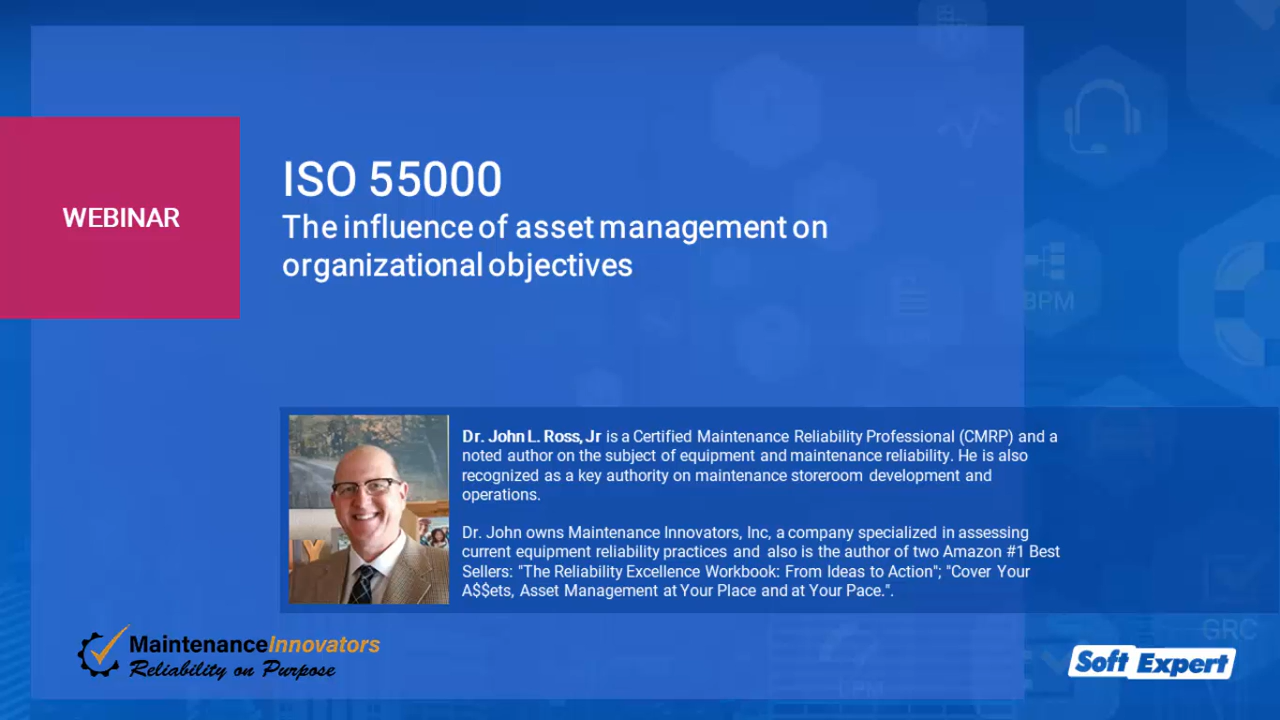 WEBINAR
ISO 55000
The influence of asset management on
organizational objectives
Dr. John L. Ross, Jr is a Certified Maintenance Reliability Professional (CMRP) and a
noted author on the subject of equipment and maintenance reliability. He is also
recognized as a key authority on maintenance storeroom development and
operations.
Dr. John owns Maintenance Innovators, Inc, a company specialized in assessing
current equipment reliability practices and also is the author of two Amazon #1 Best
Sellers: "The Reliability Excellence Workbook: From Ideas to Action"; "Cover Your
A$$ets, Asset Management at Your Place and at Your Pace.".
BPM
GRC
MaintenanceInnovators
Reliability on Purpose
Soft Expert